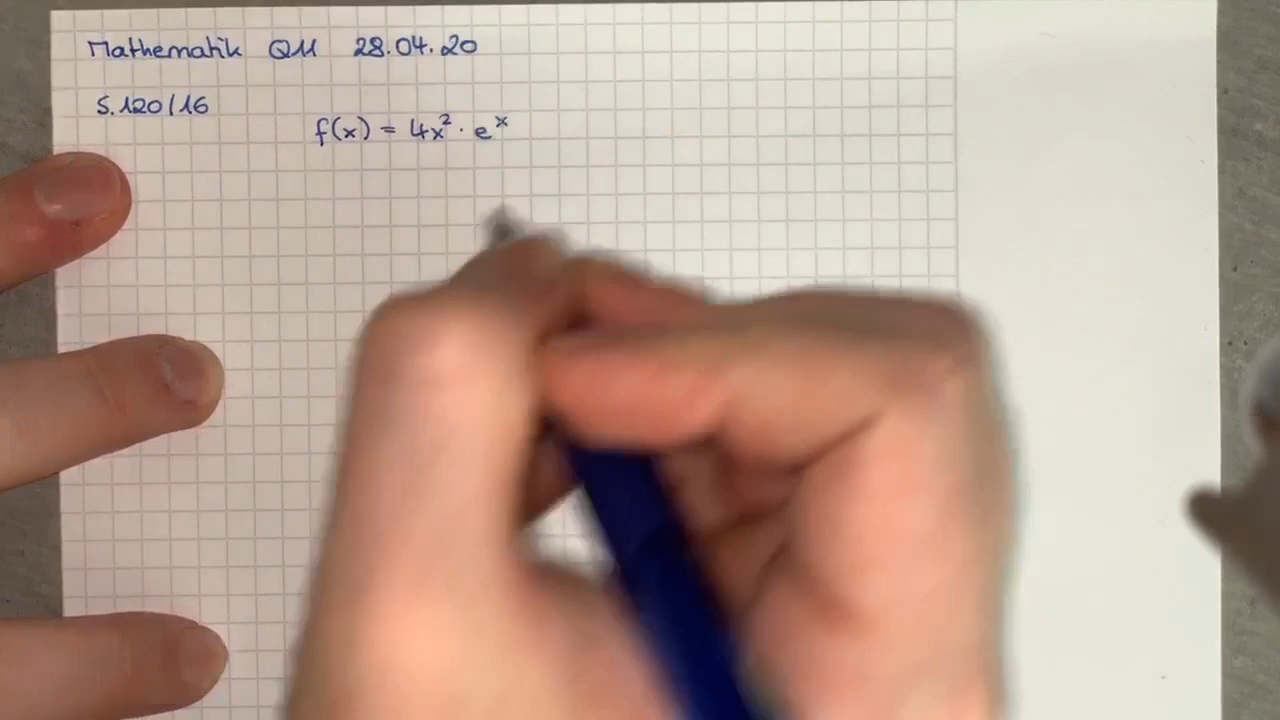 Mathematik Q11 28.04.20
S.120/16
f(x) = 4x² · eˣ